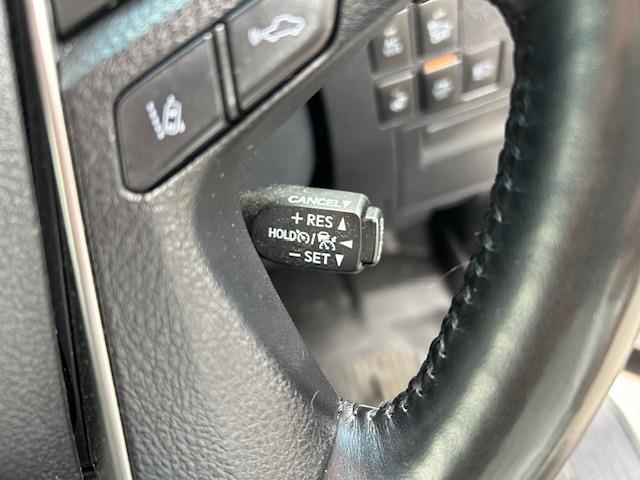 CANCEL▼
+ RES ▲
HOLD / ◄
– SET ▼